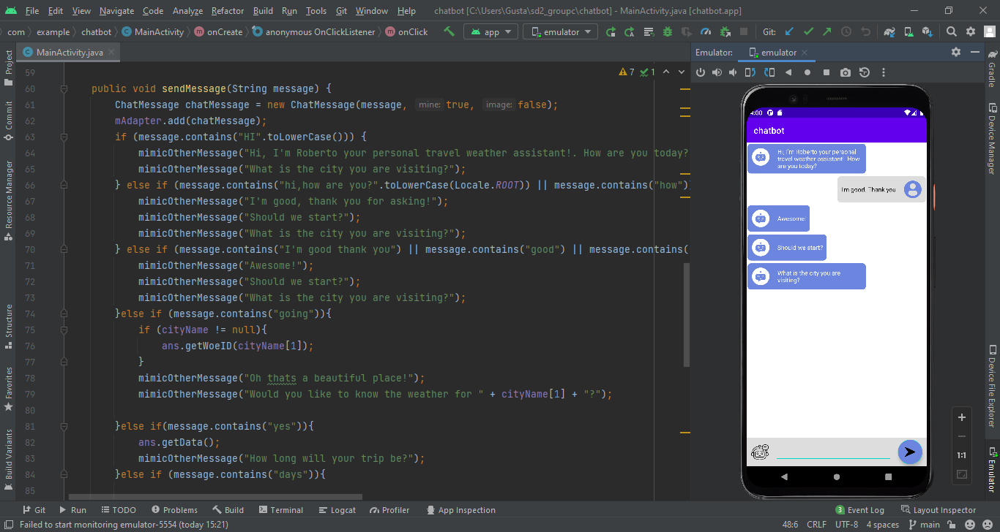 File Edit View Navigate Code Analyze Refactor Build Run Tools Git Window Help chatbot [C:\Users\Gusta\sd2_groupc\chatbot] - MainActivity.java [chatbot.app]
com example chatbot MainActivity onCreate anonymous OnClickListener onClick app emulator Git:
MainActivity.java
Emulator: emulator
Project
Commit
Resource Manager
Structure
Favorites
Build Variants
7 1
59
60 public void sendMessage(String message) {
61 ChatMessage chatMessage = new ChatMessage(message, mine: true, image: false);
62 mAdapter.add(chatMessage);
63 if (message.contains("HI".toLowerCase())) {
64 mimicOtherMessage("Hi, I'm Roberto your personal travel weather assistant!. How are you today?
65 mimicOtherMessage("What is the city you are visiting?");
66 } else if (message.contains("hi,how are you?".toLowerCase(Locale.ROOT)) || message.contains("how")
67 mimicOtherMessage("I'm good, thank you for asking!");
68 mimicOtherMessage("Should we start?");
69 mimicOtherMessage("What is the city you are visiting?");
70 } else if (message.contains("I'm good thank you") || message.contains("good") || message.contains(
71 mimicOtherMessage("Awesome!");
72 mimicOtherMessage("Should we start?");
73 mimicOtherMessage("What is the city you are visiting?");
74 }else if (message.contains("going")){
75 if (cityName != null){
76 ans.getWoeID(cityName[1]);
77 }
78 mimicOtherMessage("Oh thats a beautiful place!");
79 mimicOtherMessage("Would you like to know the weather for " + cityName[1] + "?");
80
81 }else if(message.contains("yes")){
82 ans.getData();
83 mimicOtherMessage("How long will your trip be?");
84 }else if (message.contains("days")){
85
4:00
chatbot
Hi, I'm Roberto your personal
travel weather assistant!. How
are you today?
I'm good, Thank you
Awesome!
Should we start?
What is the city you are
visiting?
1:1
Gradle
Device Manager
Device File Explorer
Emulator
Git Run TODO Problems Build Terminal Logcat Profiler App Inspection 3 Event Log Layout Inspector
Failed to start monitoring emulator-5554 (today 15:21) 48:6 CRLF UTF-8 4 spaces main